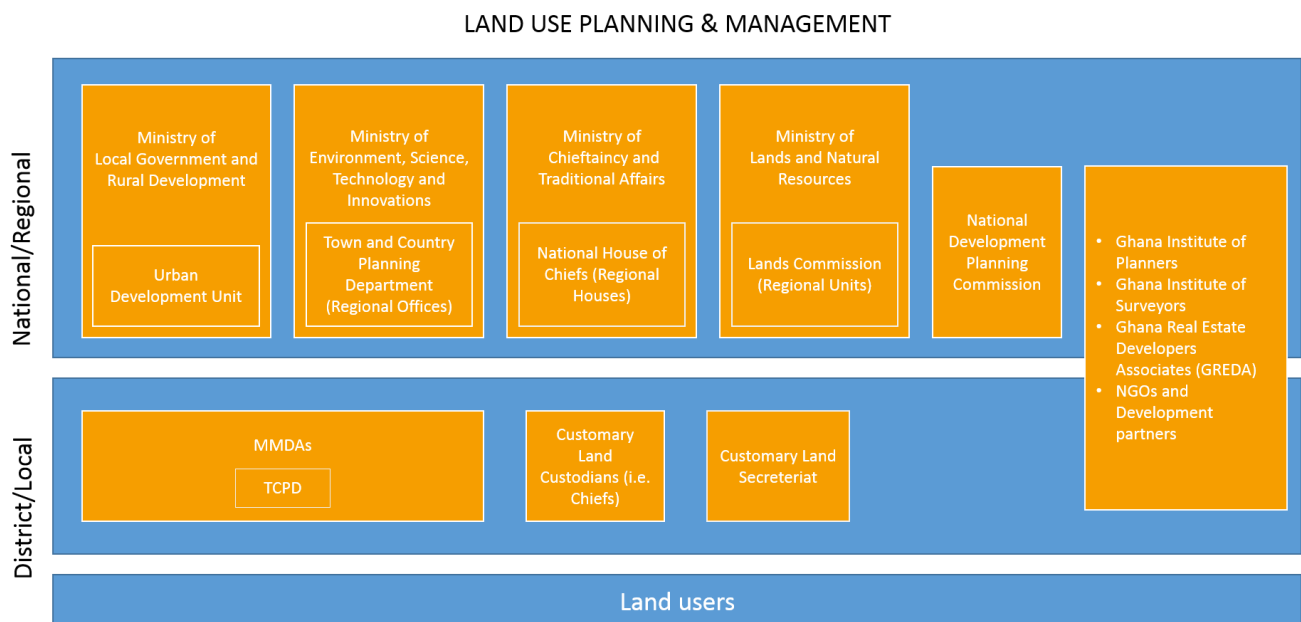 LAND USE PLANNING & MANAGEMENT
National/Regional
Ministry of
Local Government and
Rural Development
Urban
Development Unit
Ministry of
Environment, Science,
Technology and
Innovations
Town and Country
Planning
Department
(Regional Offices)
Ministry of
Chieftaincy and
Traditional Affairs
National House of
Chiefs (Regional
Houses)
Ministry of
Lands and Natural
Resources
Lands Commission
(Regional Units)
National
Development
Planning
Commission
• Ghana Institute of
Planners
• Ghana Institute of
Surveyors
• Ghana Real Estate
Developers
Associates (GREDA)
• NGOs and
Development
partners
District/Local
MMDAs
TCPD
Customary
Land
Custodians (i.e.
Chiefs)
Customary Land
Secreteriat
Land users